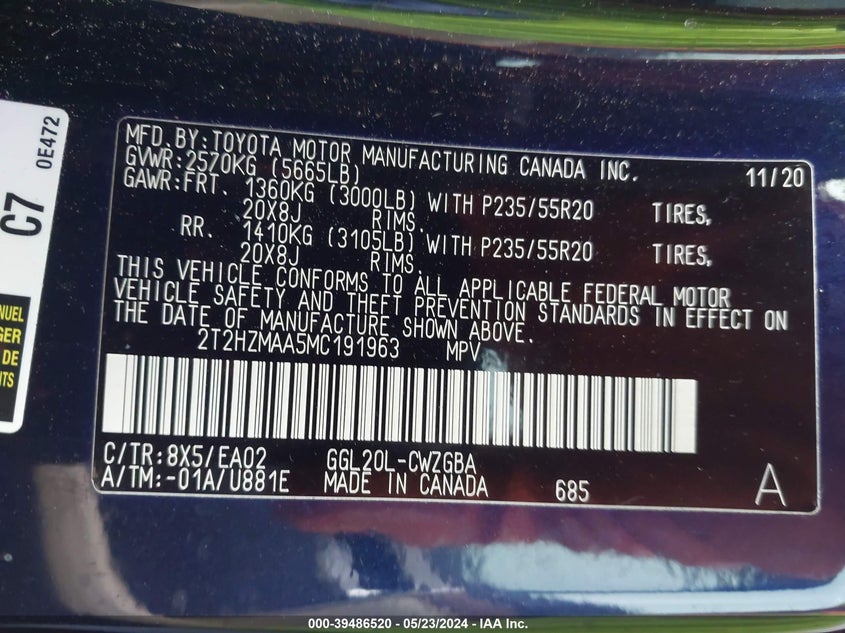 C7
0E472
NUEL
GER
DE
ITS
MFD.BY:TOYOTA MOTOR MANUFACTURING CANADA INC. 11/20
GVWR:2570KG (5665LB)
GAWR:FRT. 1360KG (3000LB) WITH P235/55R20 TIRES,
20X8J RIMS.
RR. 1410KG (3105LB) WITH P235/55R20 TIRES,
20X8J RIMS.
THIS VEHICLE CONFORMS TO ALL APPLICABLE FEDERAL MOTOR
VEHICLE SAFETY AND THEFT PREVENTION STANDARDS IN EFFECT ON
THE DATE OF MANUFACTURE SHOWN ABOVE.
2T2HZMAA5MC191963 MPV
C/TR:8X5/EA02 GGL20L-CWZGBA
A/TM:-01A/U881E MADE IN CANADA 685 A
000-39486520 - 05/23/2024 - IAA Inc.